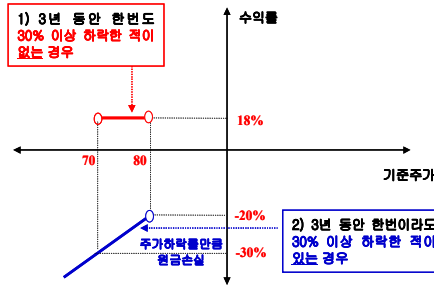 1) 3년 동안 한번도
30% 이상 하락한 적이
없는 경우
수익률
18%
70
80
기준주가
-20%
주가하락률만큼
원금손실
-30%
2) 3년 동안 한번이라도
30% 이상 하락한 적이
있는 경우